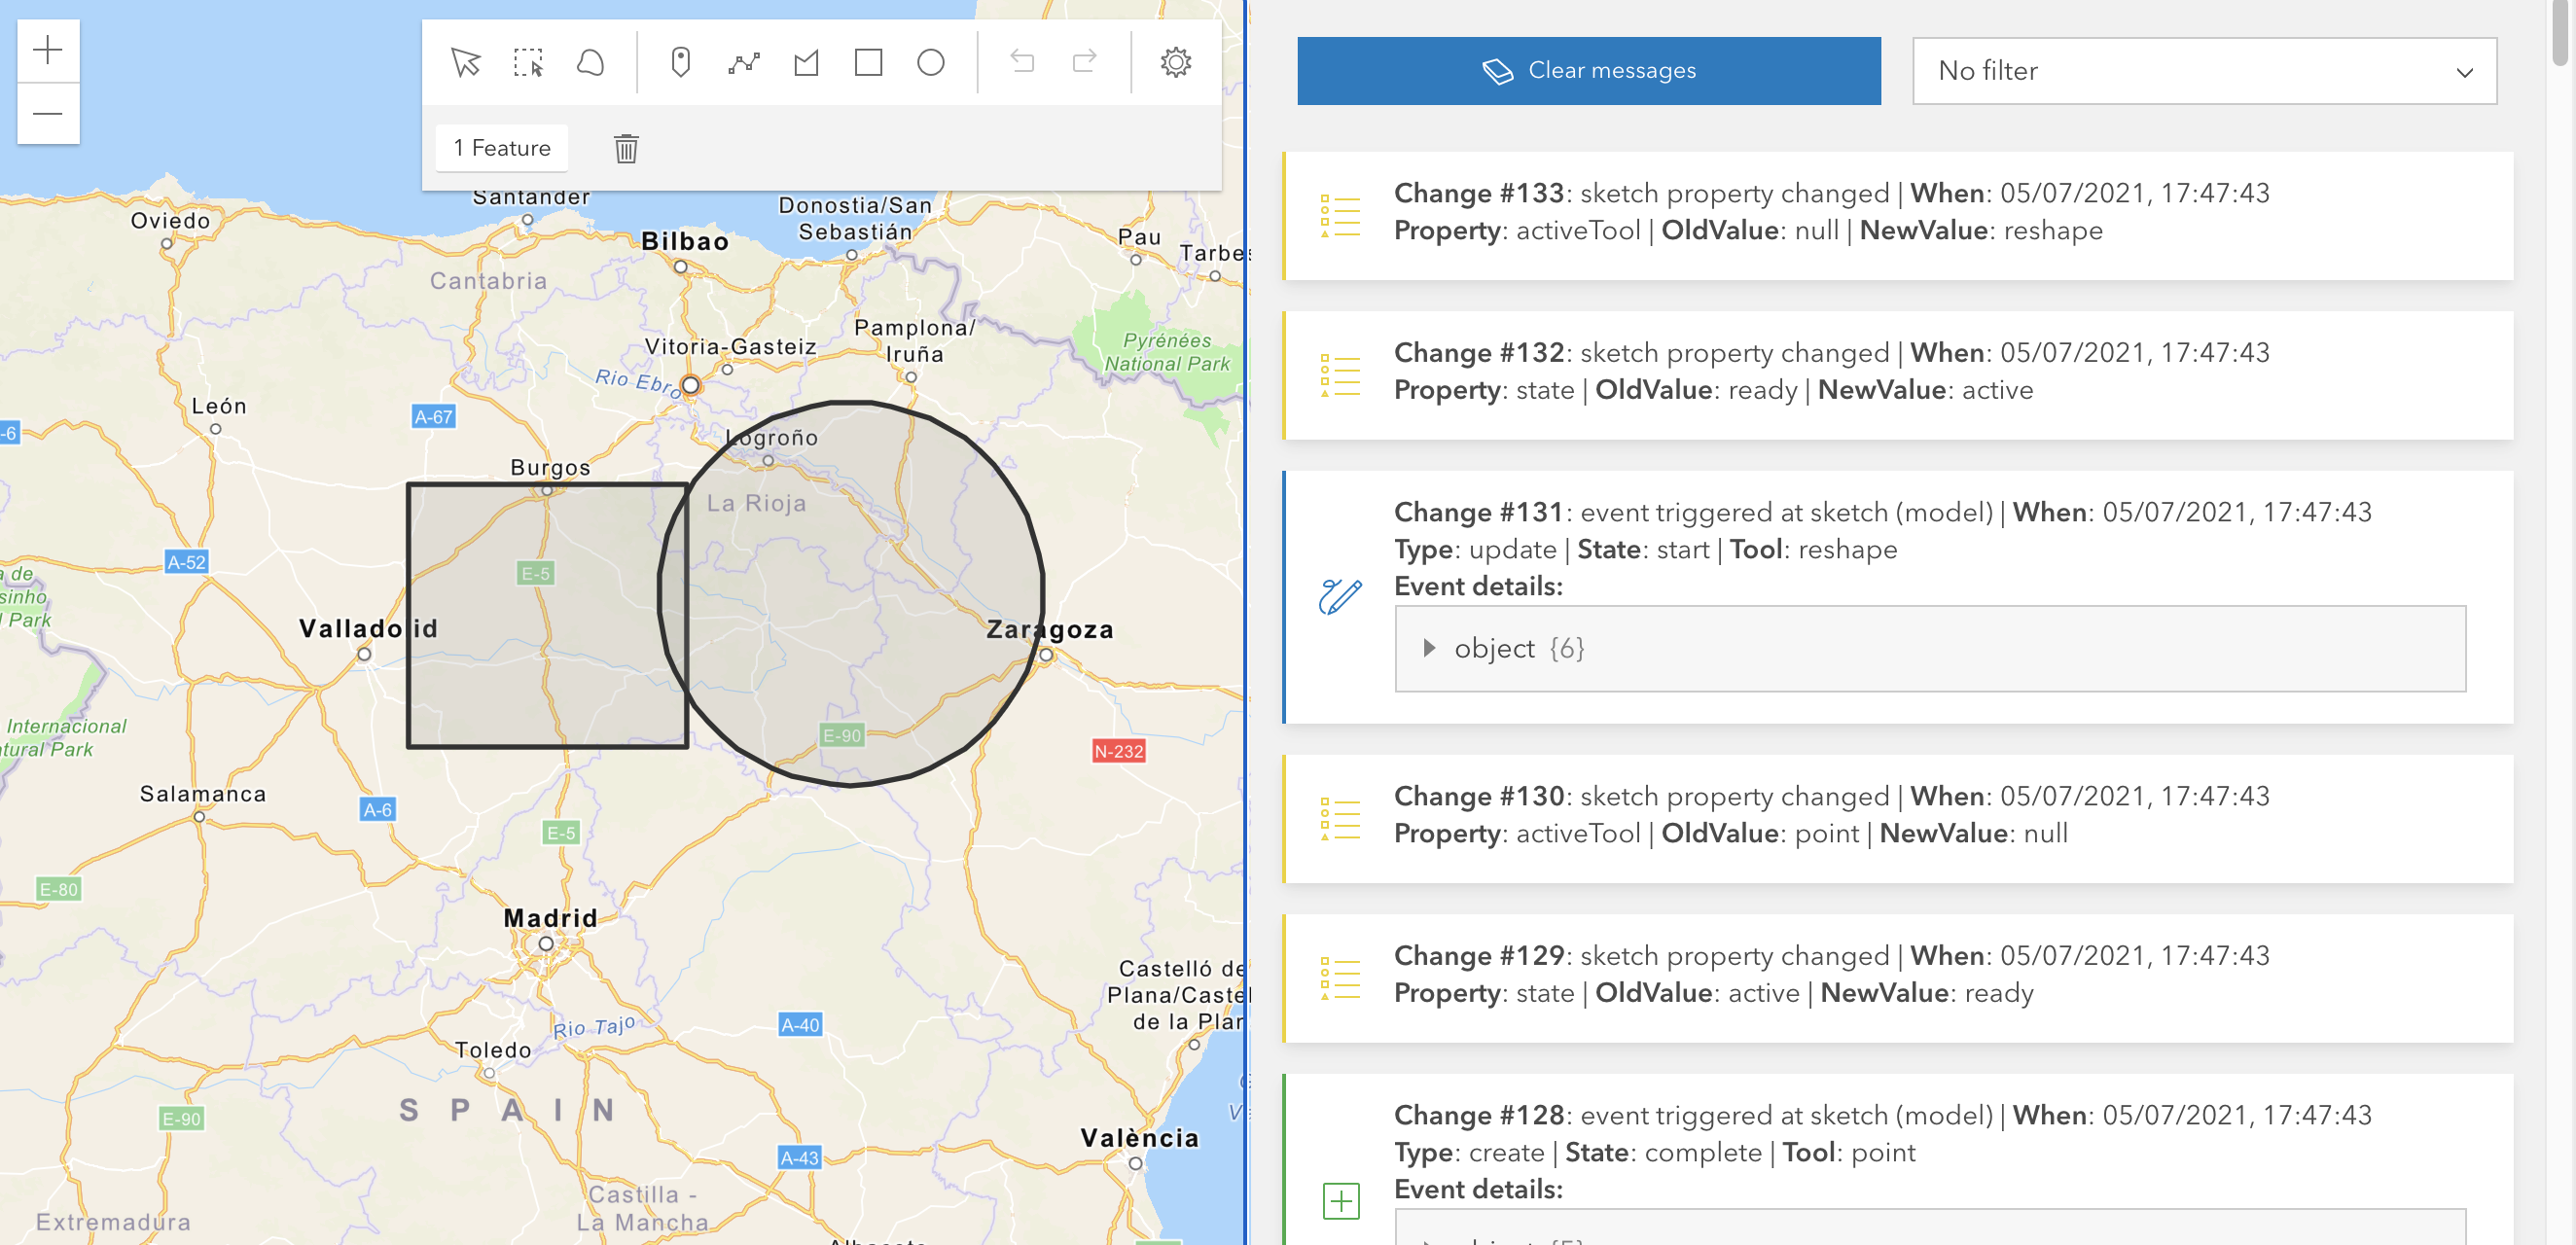 1 Feature
Santander
Oviedo
Donostia/San
Sebastián
Bilbao
Pau
Tarbes
Cantabria
Pamplona/
Iruña
Pyrénées
National Park
Vitoria-Gasteiz
Rio Ebro
León
A-67
-6
Logroño
Burgos
La Rioja
A-52
E-5
a de
sinho
l Park
Valladolid
Zaragoza
Internacional
atural Park
E-90
N-232
Salamanca
A-6
E-5
E-80
Madrid
Castelló de
Plana/Castel
de la Plan
Rio Tajo
A-40
Toledo
SPAIN
E-90
València
A-43
Castilla -
La Mancha
Extremadura
Clear messages
No filter
Change #133: sketch property changed | When: 05/07/2021, 17:47:43
Property: activeTool | OldValue: null | NewValue: reshape
Change #132: sketch property changed | When: 05/07/2021, 17:47:43
Property: state | OldValue: ready | NewValue: active
Change #131: event triggered at sketch (model) | When: 05/07/2021, 17:47:43
Type: update | State: start | Tool: reshape
Event details:
object {6}
Change #130: sketch property changed | When: 05/07/2021, 17:47:43
Property: activeTool | OldValue: point | NewValue: null
Change #129: sketch property changed | When: 05/07/2021, 17:47:43
Property: state | OldValue: active | NewValue: ready
Change #128: event triggered at sketch (model) | When: 05/07/2021, 17:47:43
Type: create | State: complete | Tool: point
Event details:
object {5}